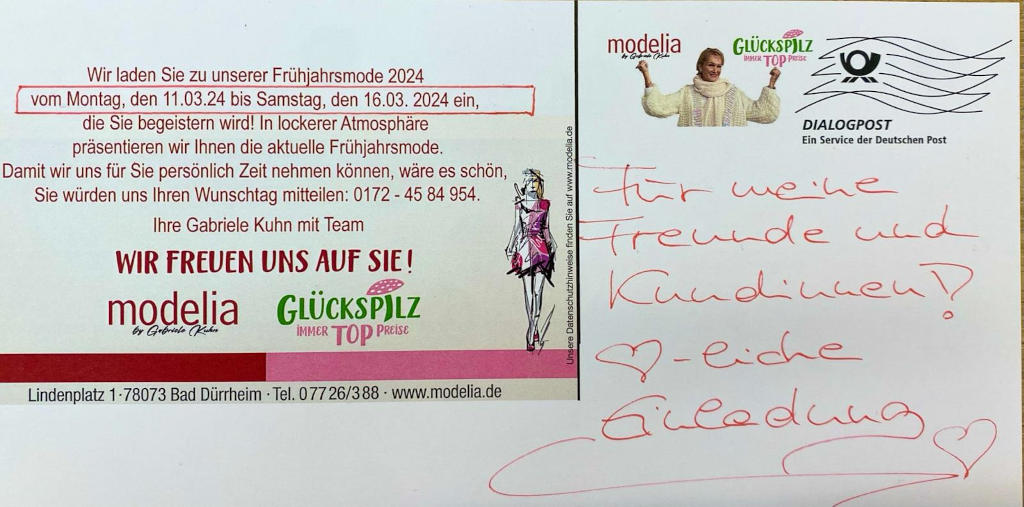 Wir laden Sie zu unserer Frühjahrsmode 2024
vom Montag, den 11.03.24 bis Samstag, den 16.03. 2024 ein,
die Sie begeistern wird! In lockerer Atmosphäre
präsentieren wir Ihnen die aktuelle Frühjahrsmode.
Damit wir uns für Sie persönlich Zeit nehmen können, wäre es schön,
Sie würden uns Ihren Wunschtag mitteilen: 0172 - 45 84 954.
Ihre Gabriele Kuhn mit Team
WIR FREUEN UNS AUF SIE!
modelia
by Gabriele Kuhn
GLÜCKSPILZ
IMMER TOP PREISE
Lindenplatz 1·78073 Bad Dürrheim · Tel. 07726/388 · www.modelia.de
Unsere Datenschutzhinweise finden Sie auf www.modelia.de
modelia
by Gabriele Kuhn
GLÜCKSPILZ
IMMER TOP PREISE
DIALOGPOST
Ein Service der Deutschen Post
Für meine
Freunde und
Kundinnen!
♡-liche
Einladung